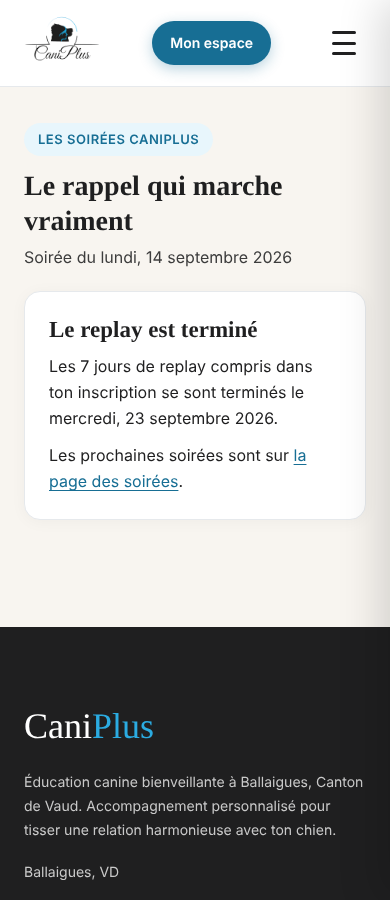 CaniPlus
Mon espace
LES SOIRÉES CANIPLUS
Le rappel qui marche
vraiment
Soirée du lundi, 14 septembre 2026
Le replay est terminé
Les 7 jours de replay compris dans
ton inscription se sont terminés le
mercredi, 23 septembre 2026.
Les prochaines soirées sont sur la
page des soirées.
CaniPlus
Éducation canine bienveillante à Ballaigues, Canton
de Vaud. Accompagnement personnalisé pour
tisser une relation harmonieuse avec ton chien.
Ballaigues, VD